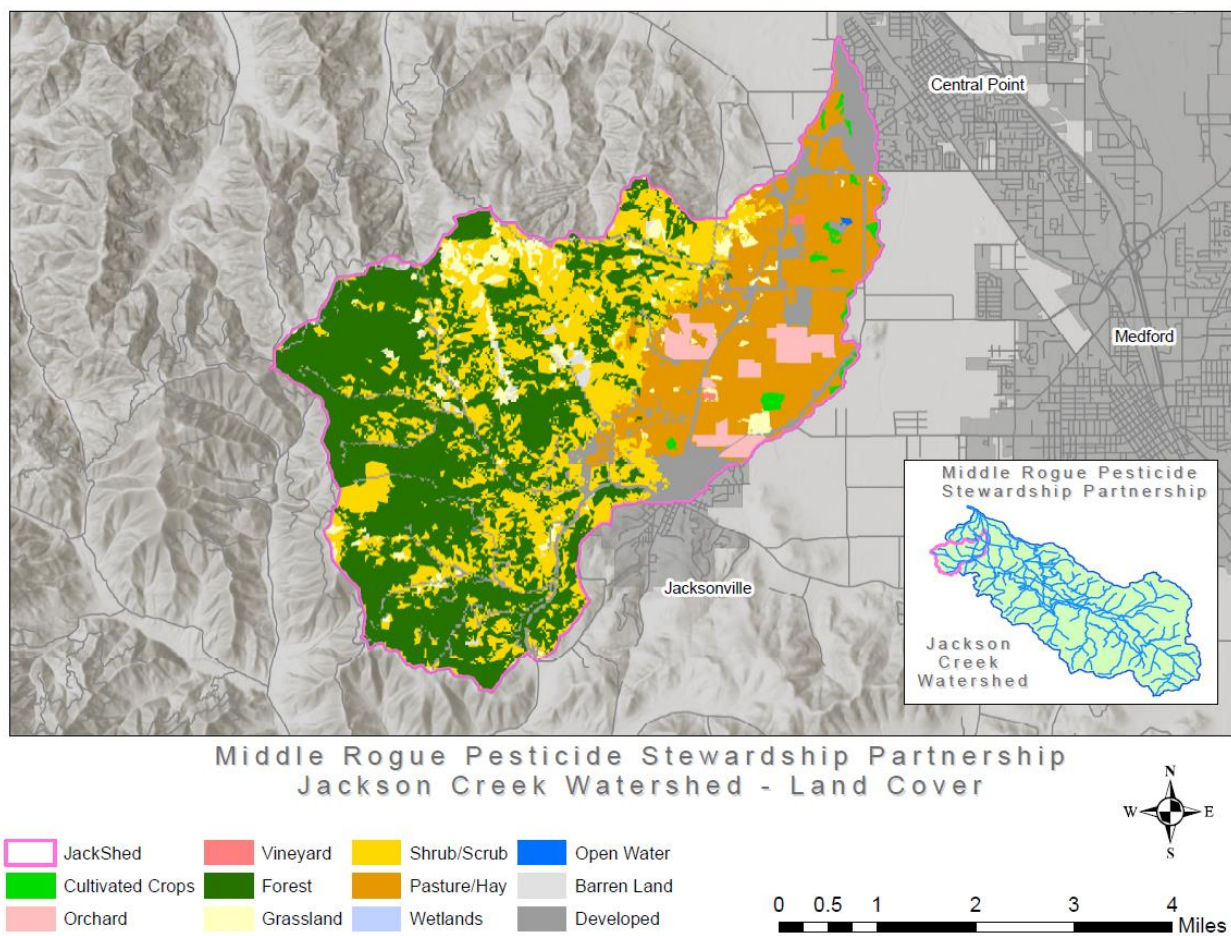 Central Point
Medford
Jacksonville
Middle Rogue Pesticide
Stewardship Partnership
Jackson
Creek
Watershed
Middle Rogue Pesticide Stewardship Partnership
Jackson Creek Watershed - Land Cover
N
W E
S
JackShed Vineyard Shrub/Scrub Open Water
Cultivated Crops Forest Pasture/Hay Barren Land
Orchard Grassland Wetlands Developed
0 0.5 1 2 3 4
Miles